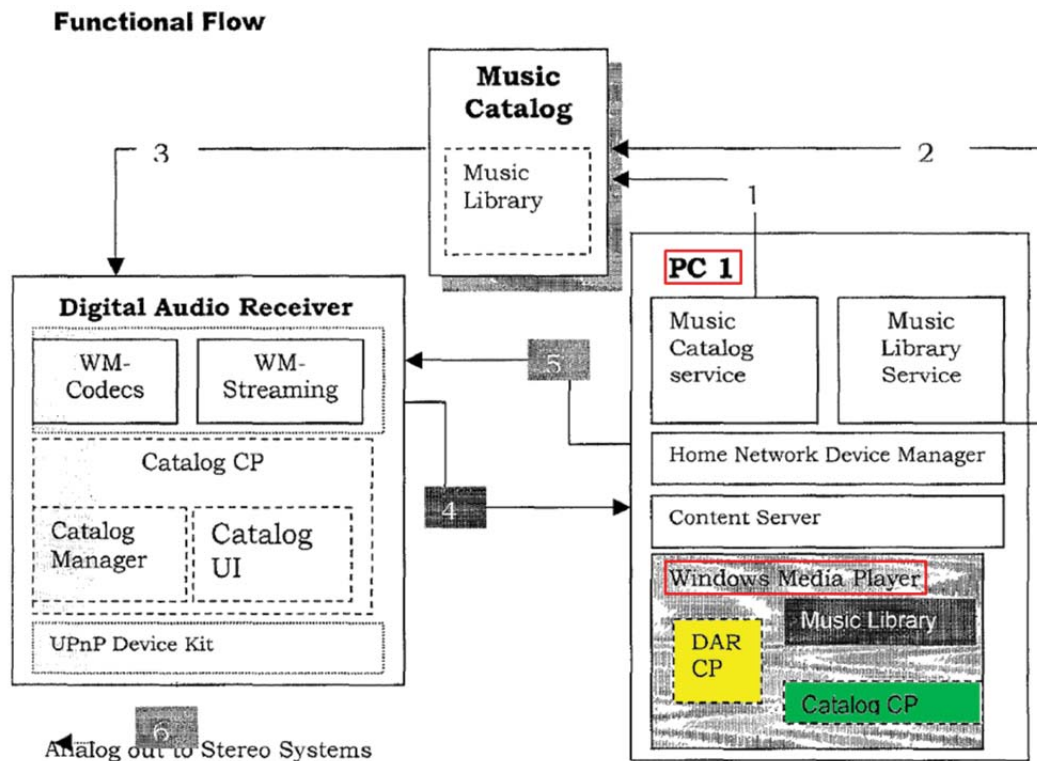 Functional Flow
Music
Catalog
Music
Library
3
2
1
Digital Audio Receiver
WM-
Codecs
WM-
Streaming
Catalog CP
Catalog
Manager
Catalog
UI
UPnP Device Kit
5
4
6
Analog out to Stereo Systems
PC 1
Music
Catalog
service
Music
Library
Service
Home Network Device Manager
Content Server
Windows Media Player
Music Library
DAR
CP
Catalog CP